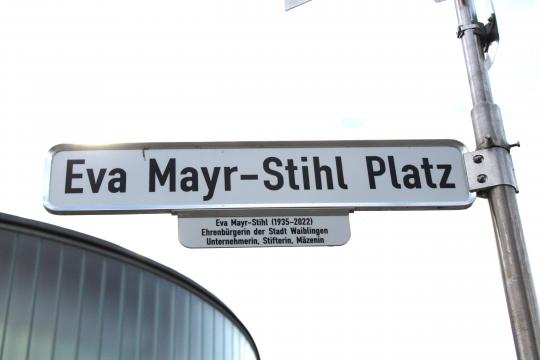 Eva Mayr-Stihl Platz
Eva Mayr-Stihl (1935-2022)
Ehrenbürgerin der Stadt Waiblingen
Unternehmerin, Stifterin, Mäzenin